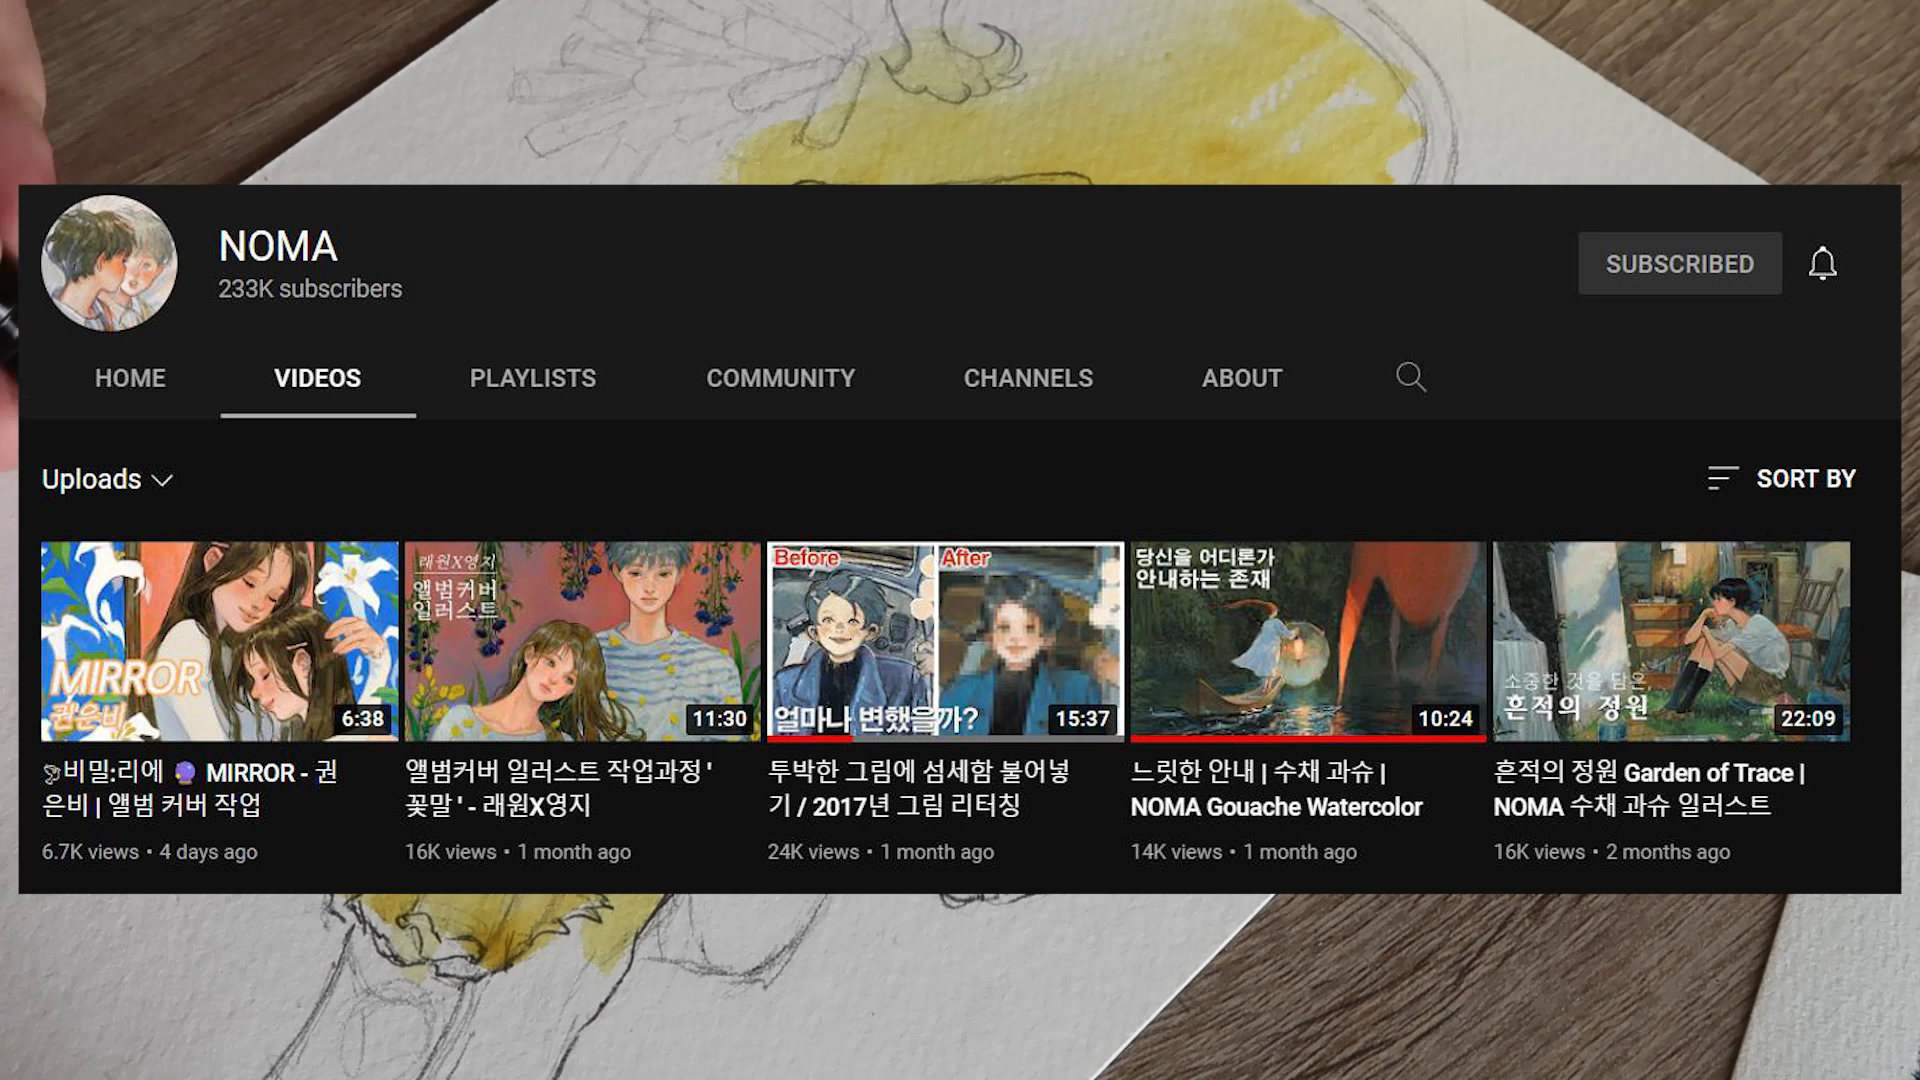 NOMA
233K subscribers
SUBSCRIBED
HOME VIDEOS PLAYLISTS COMMUNITY CHANNELS ABOUT
Uploads
SORT BY
MIRROR
권은비
6:38
래원X영지
앨범커버
일러스트
11:30
Before After
얼마나 변했을까?
15:37
당신을 어디론가
안내하는 존재
10:24
소중한 것을 담은,
흔적의 정원
22:09
🕊비밀:리에 🔮 MIRROR - 권
은비 | 앨범 커버 작업
6.7K views • 4 days ago
앨범커버 일러스트 작업과정 '
꽃말 ' - 래원X영지
16K views • 1 month ago
투박한 그림에 섬세함 불어넣
기 / 2017년 그림 리터칭
24K views • 1 month ago
느릿한 안내 | 수채 과슈 |
NOMA Gouache Watercolor
14K views • 1 month ago
흔적의 정원 Garden of Trace |
NOMA 수채 과슈 일러스트
16K views • 2 months ago